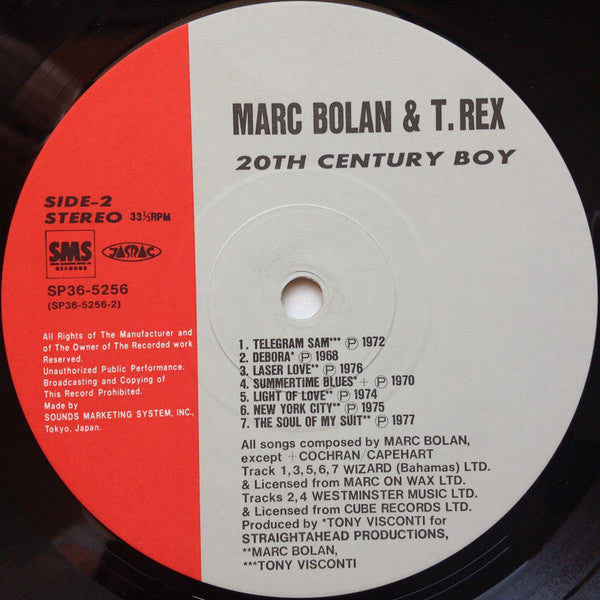 MARC BOLAN & T. REX
20TH CENTURY BOY
SIDE-2
STEREO 33⅓RPM
SMS
RECORDS
JASRAC
SP36-5256
(SP36-5256-2)
All Rights of The Manufacturer and
of The Owner of The Recorded work
Reserved.
Unauthorized Public Performance.
Broadcasting and Copying of
This Record Prohibited.
Made by
SOUNDS MARKETING SYSTEM, INC.,
Tokyo, Japan.
1. TELEGRAM SAM*** Ⓟ 1972
2. DEBORA* Ⓟ 1968
3. LASER LOVE** Ⓟ 1976
4. SUMMERTIME BLUES* + Ⓟ 1970
5. LIGHT OF LOVE** Ⓟ 1974
6. NEW YORK CITY** Ⓟ 1975
7. THE SOUL OF MY SUIT** Ⓟ 1977
All songs composed by MARC BOLAN,
except +COCHRAN/CAPEHART
Track 1,3,5,6,7 WIZARD (Bahamas) LTD.
& Licensed from MARC ON WAX LTD.
Tracks 2,4 WESTMINSTER MUSIC LTD.
& Licensed from CUBE RECORDS LTD.
Produced by *TONY VISCONTI for
STRAIGHTAHEAD PRODUCTIONS,
**MARC BOLAN,
***TONY VISCONTI